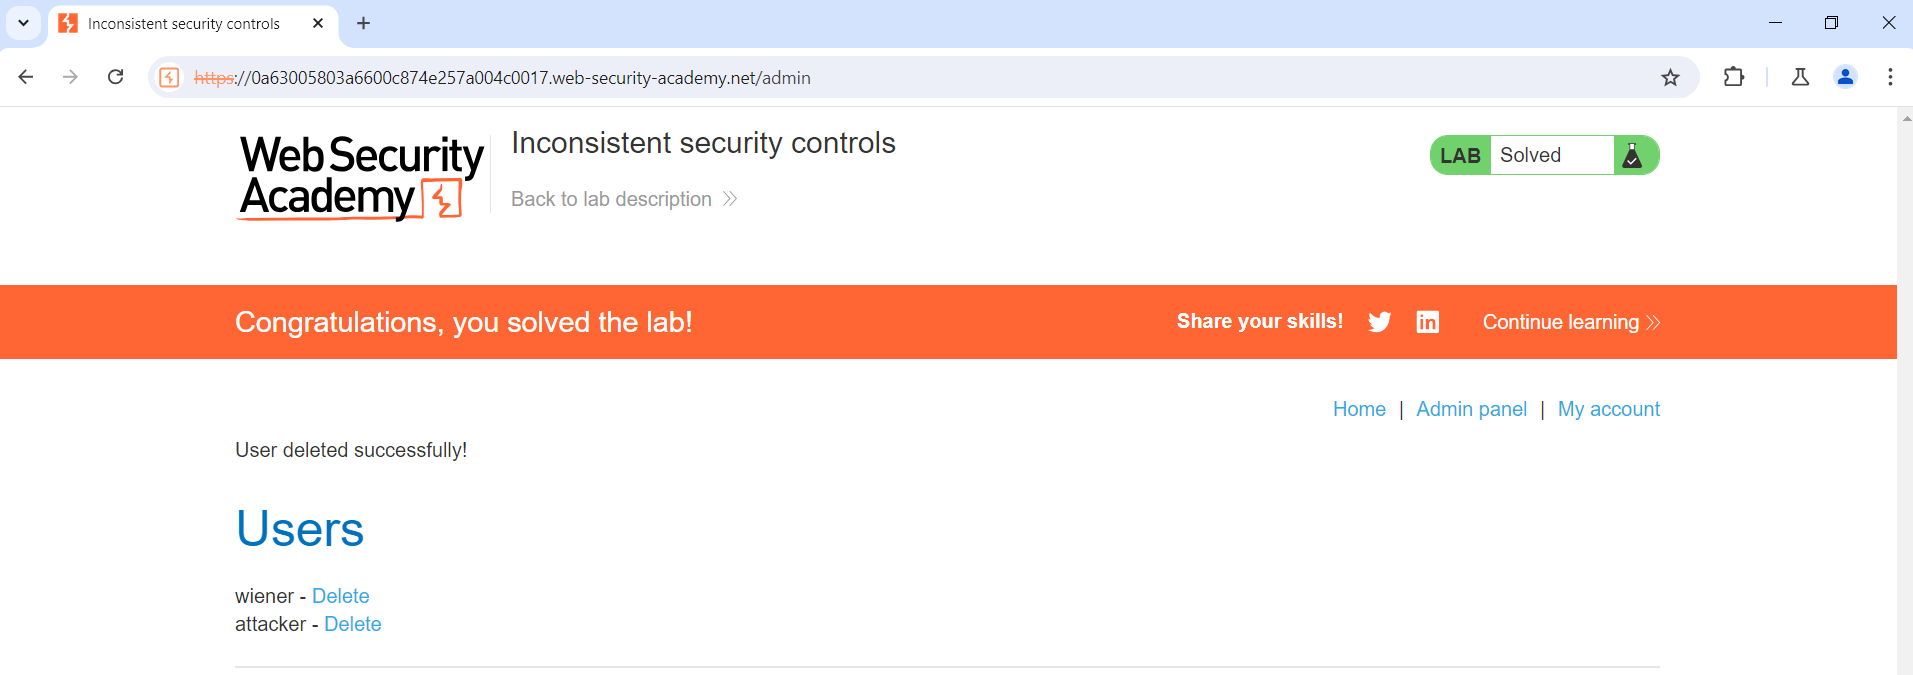 Inconsistent security controls
https://0a63005803a6600c874e257a004c0017.web-security-academy.net/admin
Web Security
Academy
Inconsistent security controls
Back to lab description
LAB Solved
Congratulations, you solved the lab!
Share your skills!
Continue learning
Home | Admin panel | My account
User deleted successfully!
Users
wiener - Delete
attacker - Delete